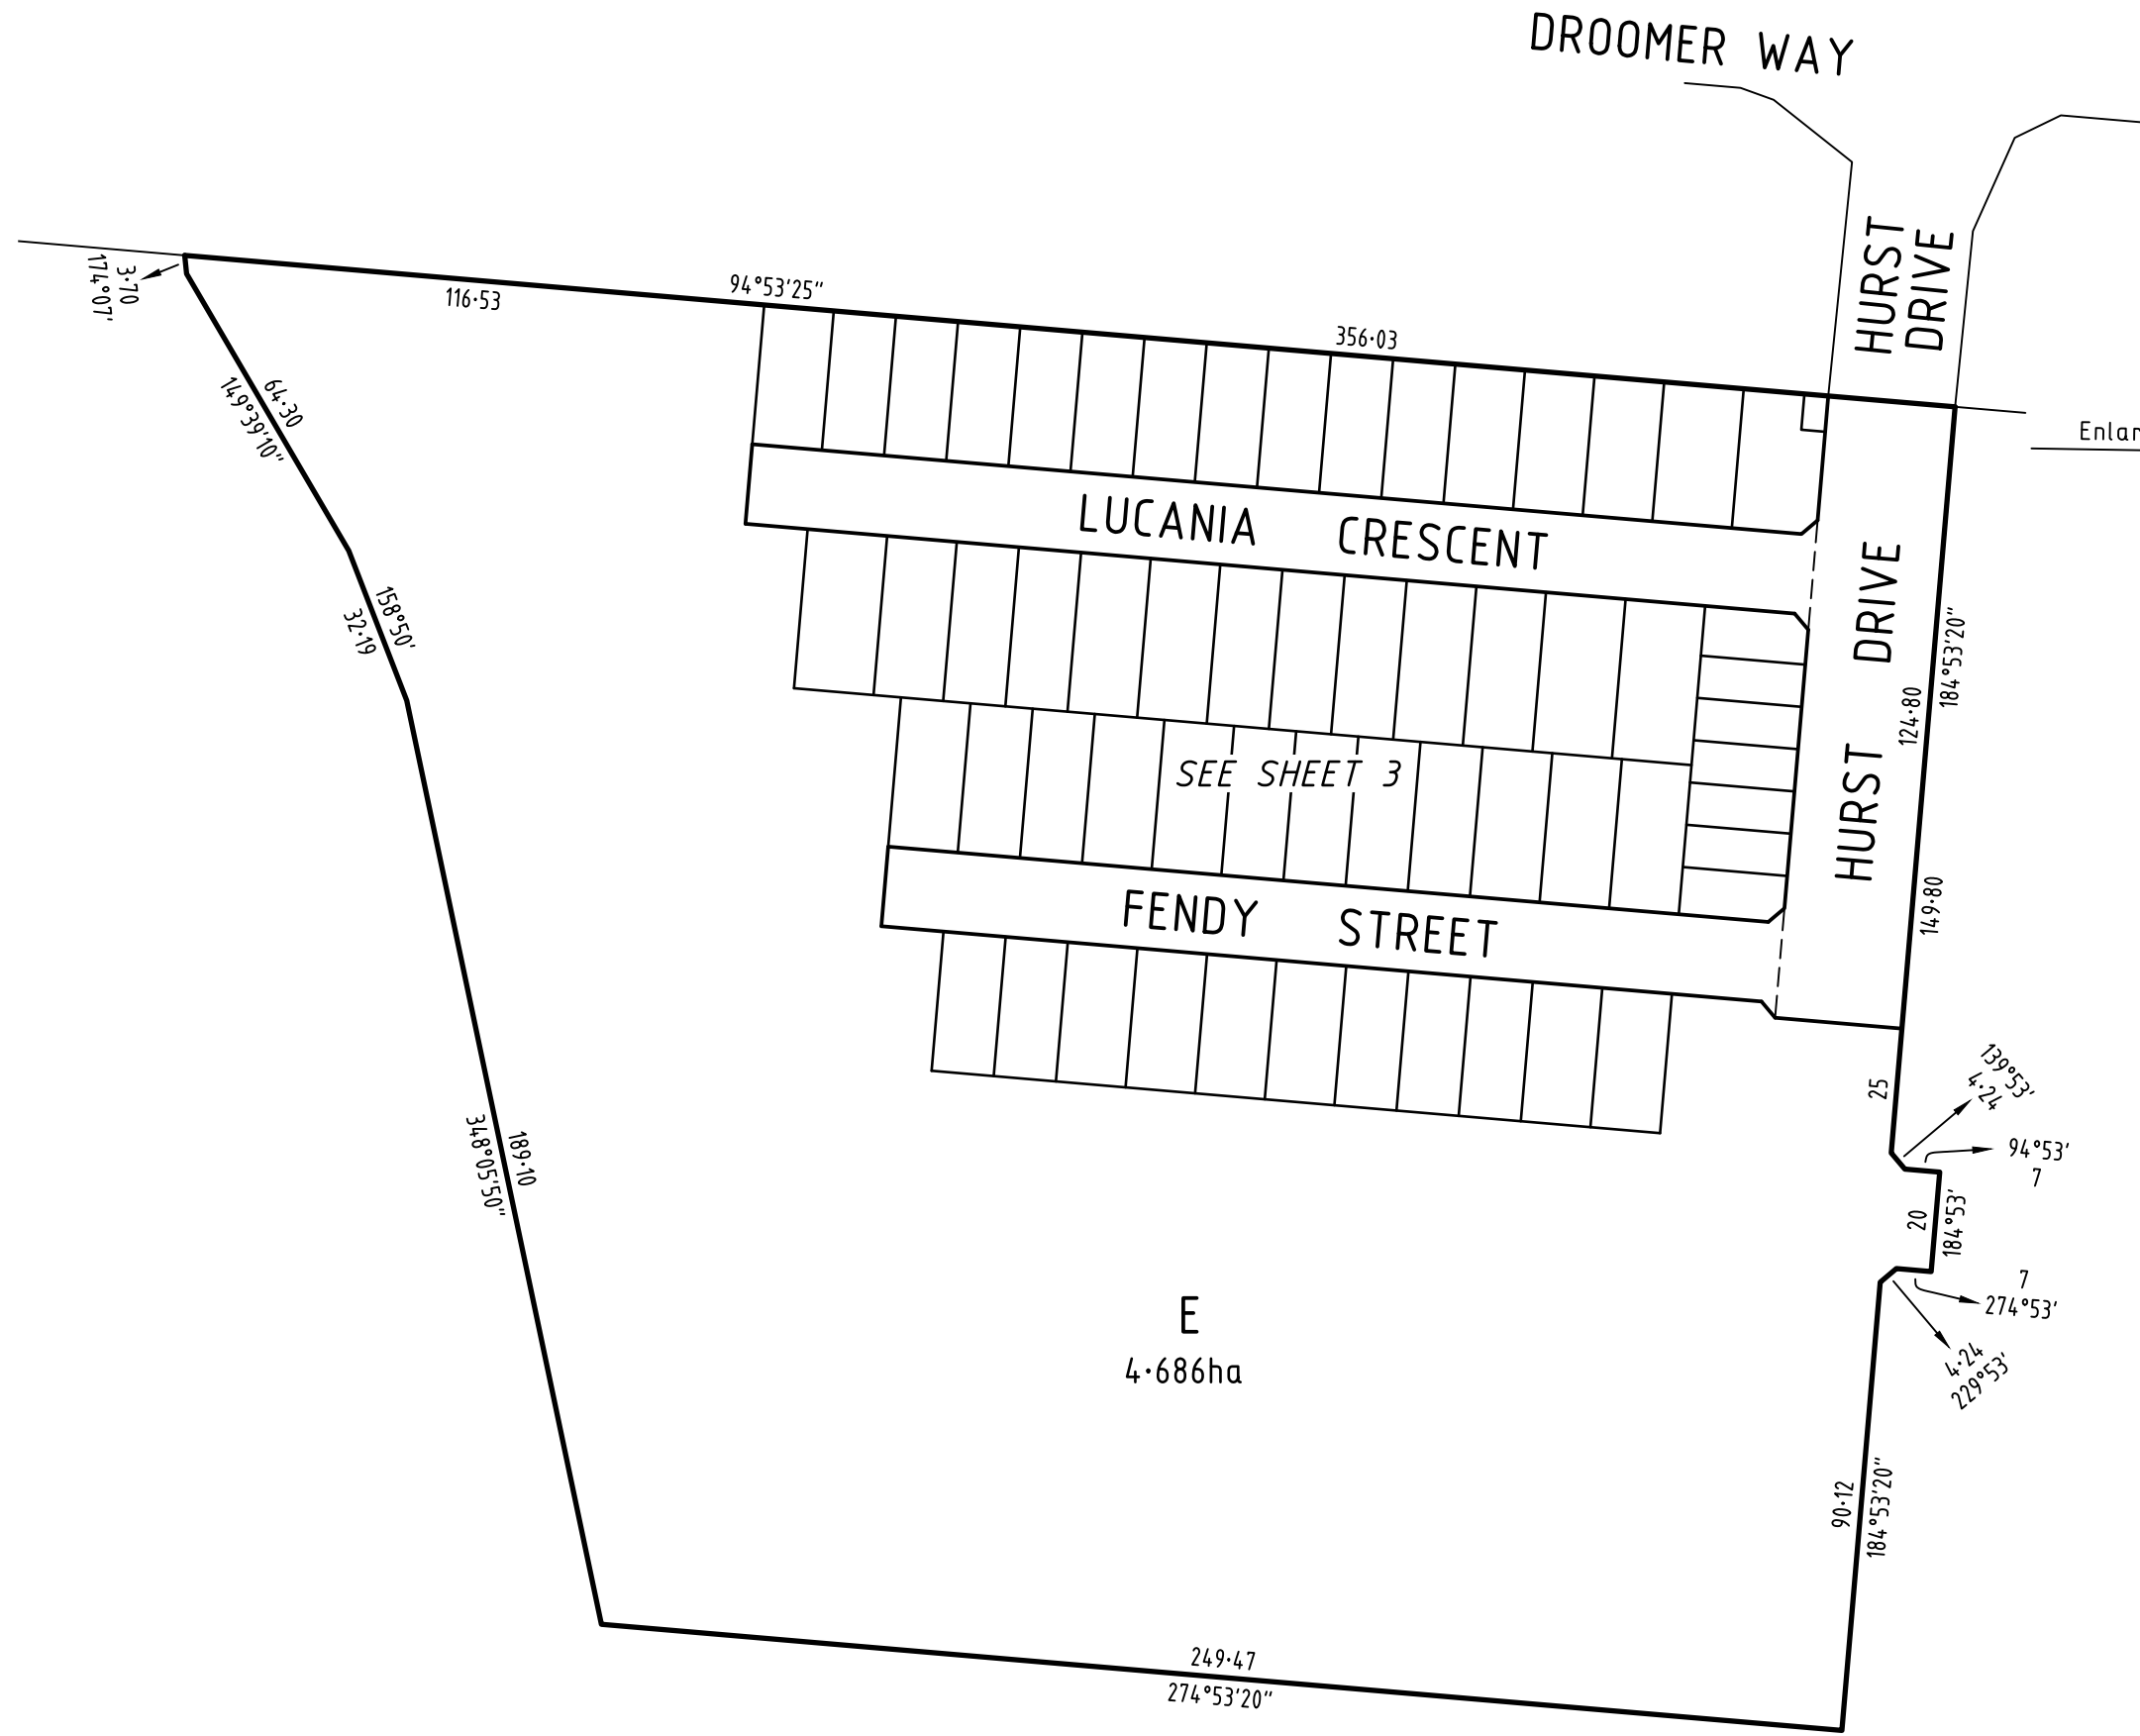 DROOMER WAY
HURST
DRIVE
3·70
174°07'
116·53
94°53'25"
356·03
Enlar
64·30
149°39'10"
LUCANIA CRESCENT
HURST DRIVE
158°50'
32·19
184°53'20"
124·80
SEE SHEET 3
149·80
FENDY STREET
25
139°53'
4·24
94°53'
7
189·10
348°05'50"
20
184°53'
7
274°53'
E
4·686ha
4·24
229°53'
90·12
184°53'20"
249·47
274°53'20"